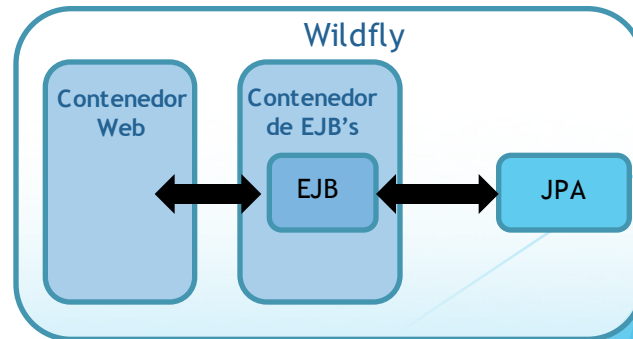 Wildfly
Contenedor
Web
Contenedor
de EJB's
EJB
JPA